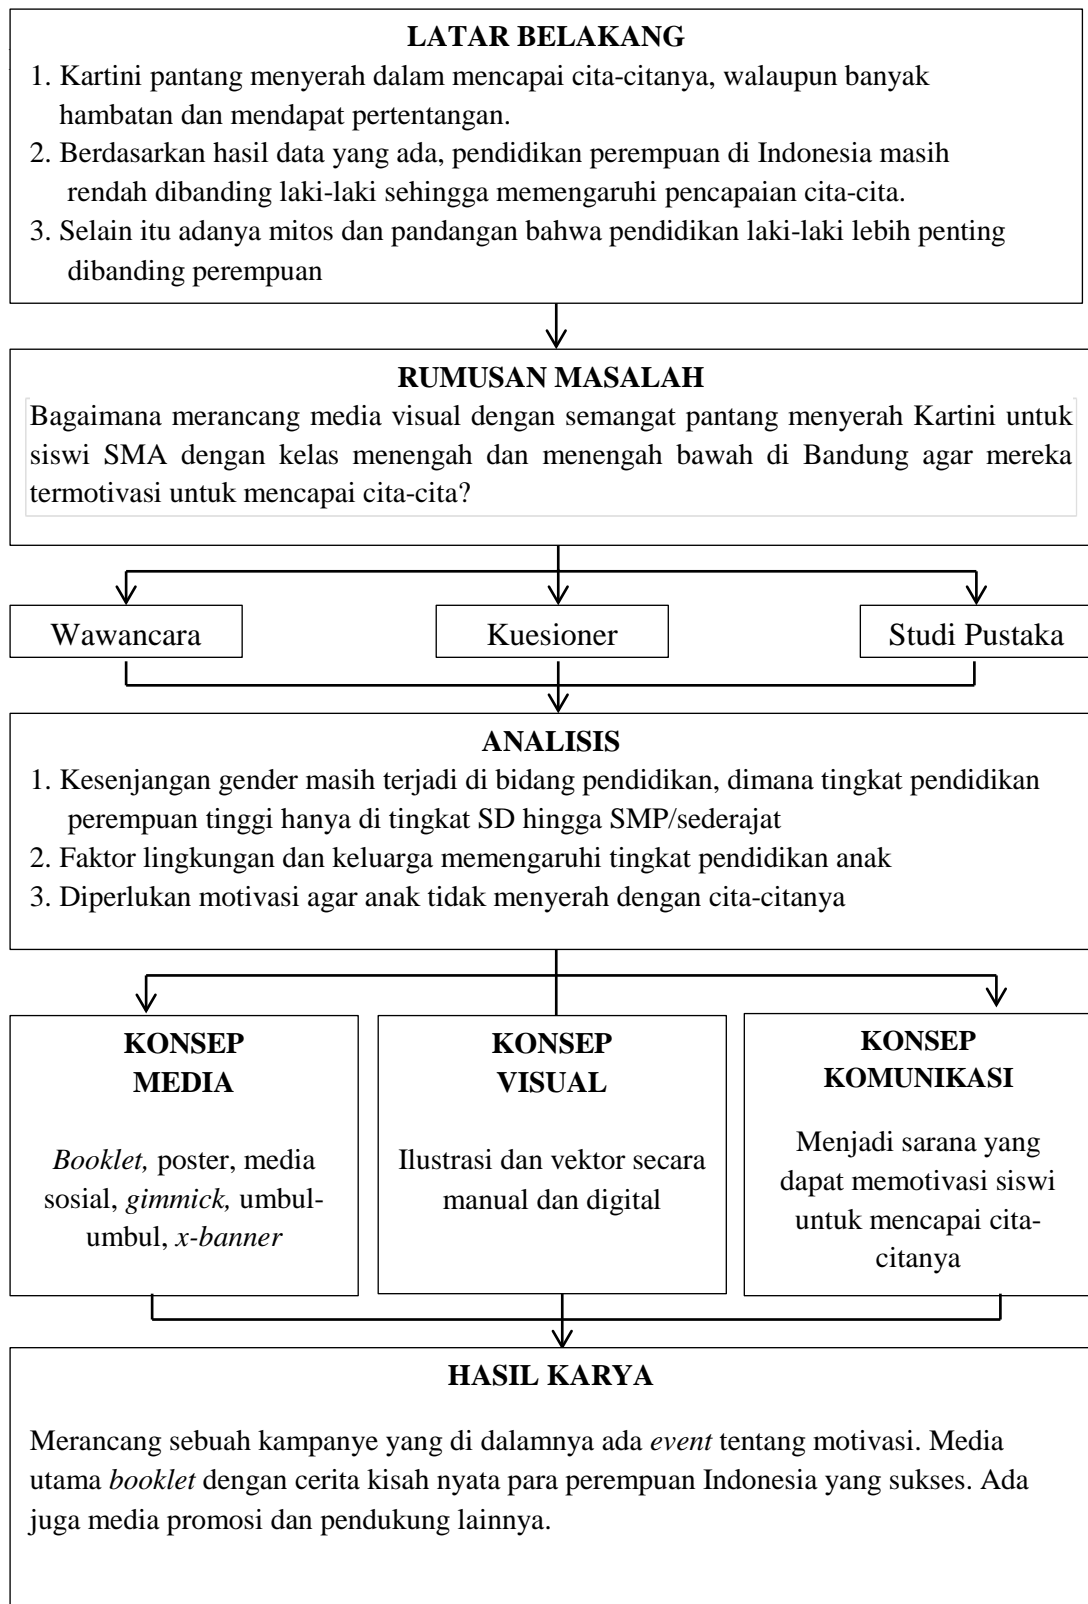 LATAR BELAKANG
1. Kartini pantang menyerah dalam mencapai cita-citanya, walaupun banyak
hambatan dan mendapat pertentangan.
2. Berdasarkan hasil data yang ada, pendidikan perempuan di Indonesia masih
rendah dibanding laki-laki sehingga memengaruhi pencapaian cita-cita.
3. Selain itu adanya mitos dan pandangan bahwa pendidikan laki-laki lebih penting
dibanding perempuan
RUMUSAN MASALAH
Bagaimana merancang media visual dengan semangat pantang menyerah Kartini untuk
siswi SMA dengan kelas menengah dan menengah bawah di Bandung agar mereka
termotivasi untuk mencapai cita-cita?
Wawancara
Kuesioner
Studi Pustaka
ANALISIS
1. Kesenjangan gender masih terjadi di bidang pendidikan, dimana tingkat pendidikan
perempuan tinggi hanya di tingkat SD hingga SMP/sederajat
2. Faktor lingkungan dan keluarga memengaruhi tingkat pendidikan anak
3. Diperlukan motivasi agar anak tidak menyerah dengan cita-citanya
KONSEP
MEDIA
Booklet, poster, media
sosial, gimmick, umbul-
umbul, x-banner
KONSEP
VISUAL
Ilustrasi dan vektor secara
manual dan digital
KONSEP
KOMUNIKASI
Menjadi sarana yang
dapat memotivasi siswi
untuk mencapai cita-
citanya
HASIL KARYA
Merancang sebuah kampanye yang di dalamnya ada event tentang motivasi. Media
utama booklet dengan cerita kisah nyata para perempuan Indonesia yang sukses. Ada
juga media promosi dan pendukung lainnya.